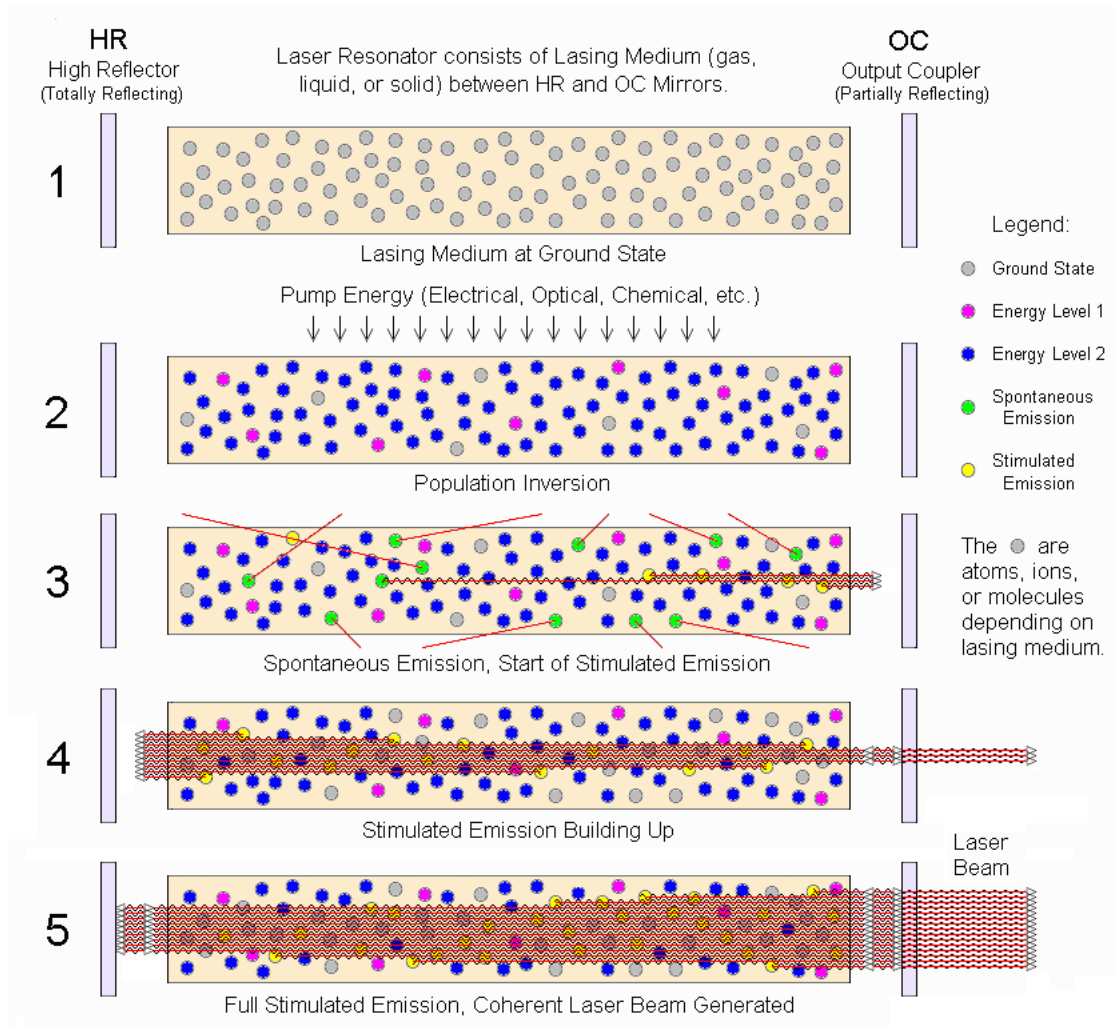 HR
High Reflector
(Totally Reflecting)
Laser Resonator consists of Lasing Medium (gas,
liquid, or solid) between HR and OC Mirrors.
OC
Output Coupler
(Partially Reflecting)
1
Lasing Medium at Ground State
Pump Energy (Electrical, Optical, Chemical, etc.)
2
Population Inversion
3
Spontaneous Emission, Start of Stimulated Emission
4
Stimulated Emission Building Up
5
Full Stimulated Emission, Coherent Laser Beam Generated
Legend:
Ground State
Energy Level 1
Energy Level 2
Spontaneous
Emission
Stimulated
Emission
The are
atoms, ions,
or molecules
depending on
lasing medium.
Laser
Beam